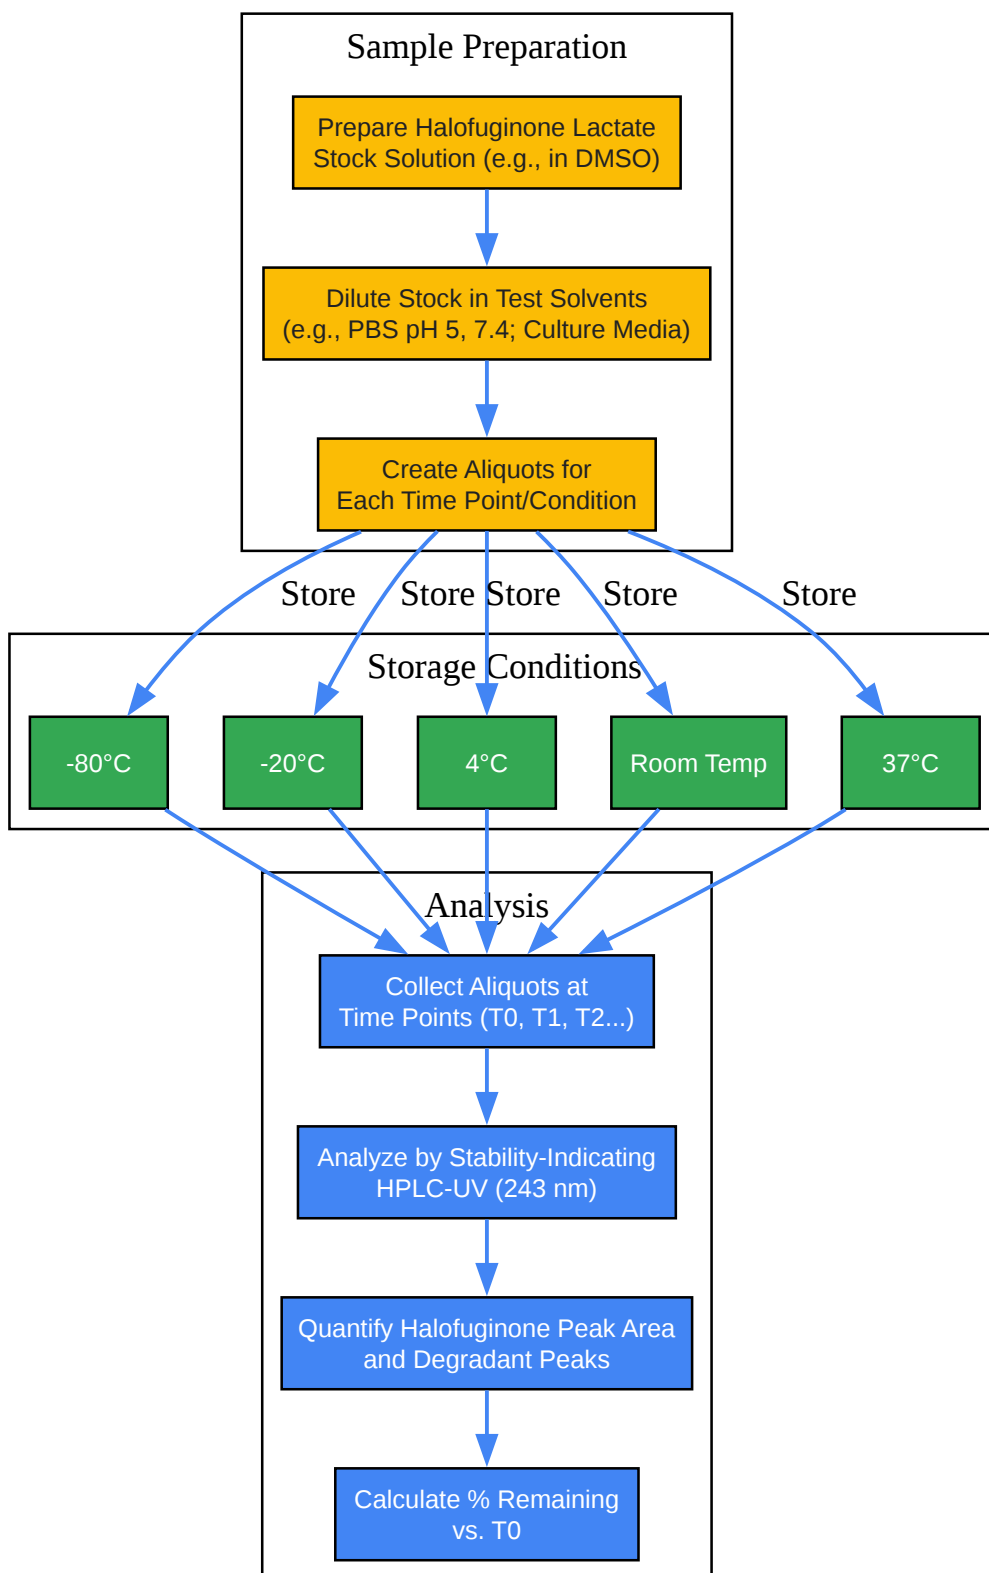 Sample Preparation
Prepare Halofuginone Lactate
Stock Solution (e.g., in DMSO)
Dilute Stock in Test Solvents
(e.g., PBS pH 5, 7.4; Culture Media)
Create Aliquots for
Each Time Point/Condition
Store
Store
Store
Store
Store
Storage Conditions
-80°C
-20°C
4°C
Room Temp
37°C
Analysis
Collect Aliquots at
Time Points (T0, T1, T2...)
Analyze by Stability-Indicating
HPLC-UV (243 nm)
Quantify Halofuginone Peak Area
and Degradant Peaks
Calculate % Remaining
vs. T0